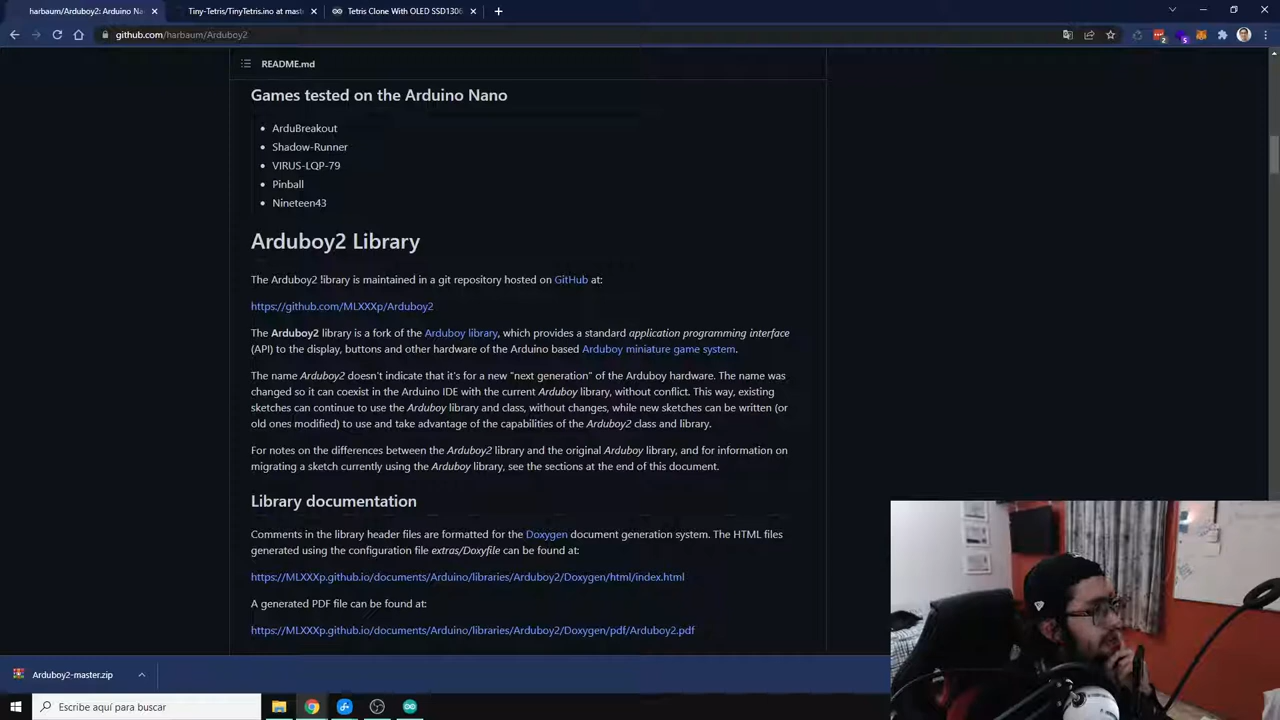 harbaum/Arduboy2: Arduino Na
Tiny-Tetris/TinyTetris.ino at mast
Tetris Clone With OLED SSD1306
github.com/harbaum/Arduboy2
README.md
Games tested on the Arduino Nano
ArduBreakout
Shadow-Runner
VIRUS-LQP-79
Pinball
Nineteen43
Arduboy2 Library
The Arduboy2 library is maintained in a git repository hosted on GitHub at:
https://github.com/MLXXXp/Arduboy2
The Arduboy2 library is a fork of the Arduboy library, which provides a standard application programming interface
(API) to the display, buttons and other hardware of the Arduino based Arduboy miniature game system.
The name Arduboy2 doesn't indicate that it's for a new "next generation" of the Arduboy hardware. The name was
changed so it can coexist in the Arduino IDE with the current Arduboy library, without conflict. This way, existing
sketches can continue to use the Arduboy library and class, without changes, while new sketches can be written (or
old ones modified) to use and take advantage of the capabilities of the Arduboy2 class and library.
For notes on the differences between the Arduboy2 library and the original Arduboy library, and for information on
migrating a sketch currently using the Arduboy library, see the sections at the end of this document.
Library documentation
Comments in the library header files are formatted for the Doxygen document generation system. The HTML files
generated using the configuration file extras/Doxyfile can be found at:
https://MLXXXp.github.io/documents/Arduino/libraries/Arduboy2/Doxygen/html/index.html
A generated PDF file can be found at:
https://MLXXXp.github.io/documents/Arduino/libraries/Arduboy2/Doxygen/pdf/Arduboy2.pdf
Arduboy2-master.zip
Escribe aquí para buscar